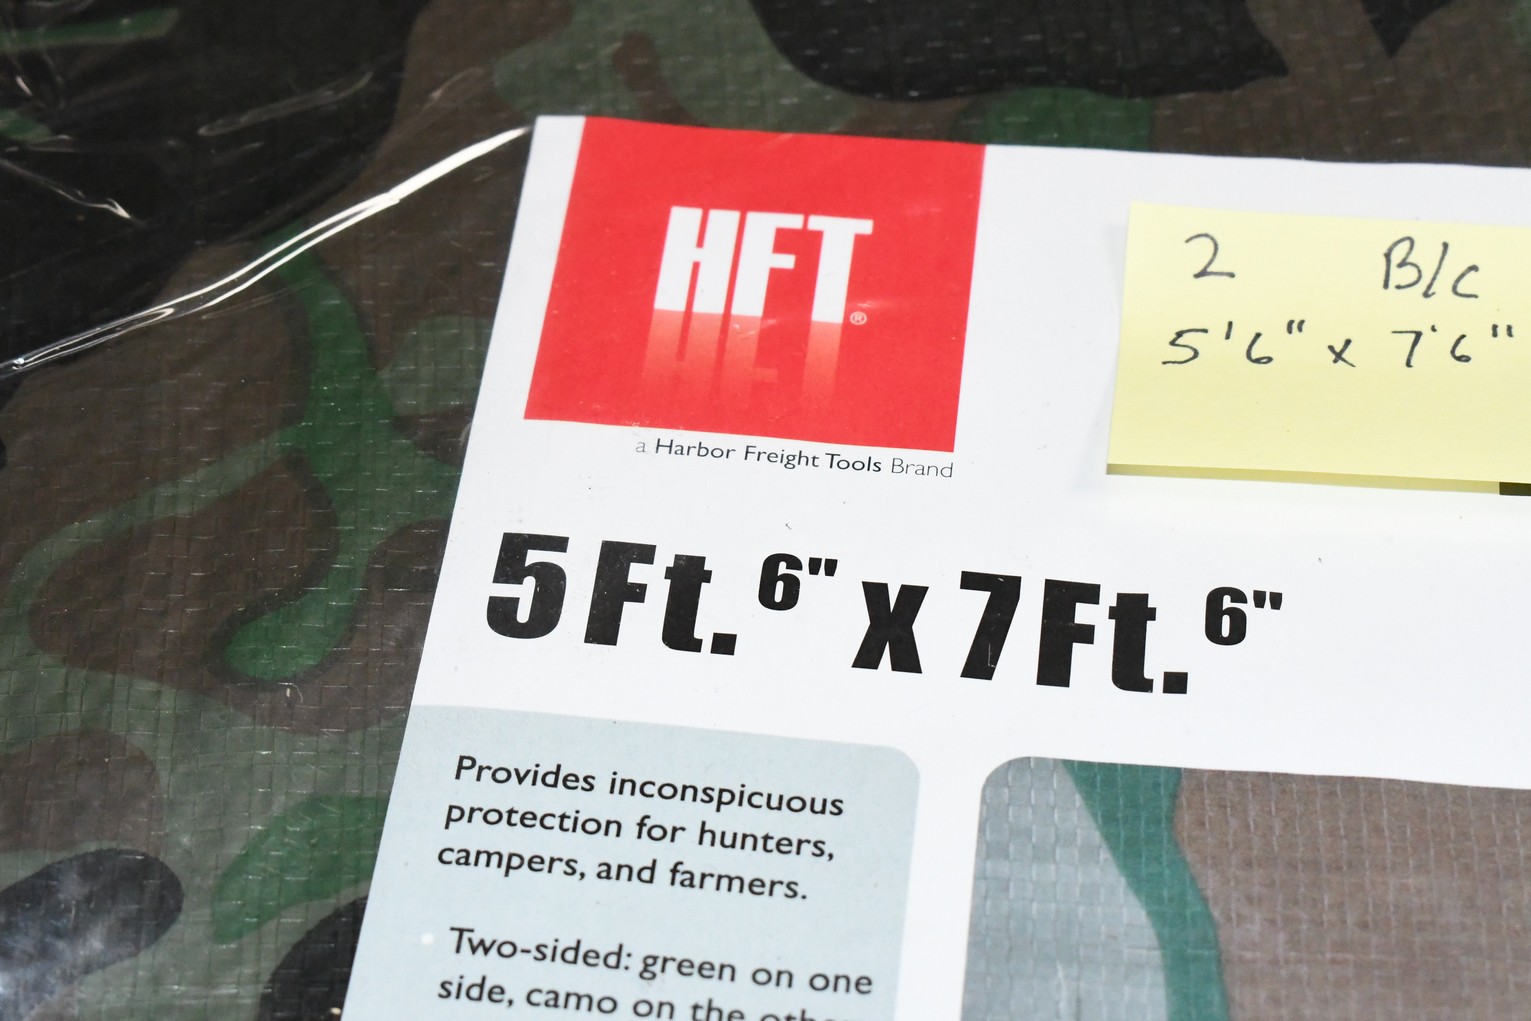 HFT®
a Harbor Freight Tools Brand
2 B/C
5'6" x 7'6"
5 Ft. 6" x 7 Ft. 6"
Provides inconspicuous
protection for hunters,
campers, and farmers.
Two-sided: green on one
side, camo on the other